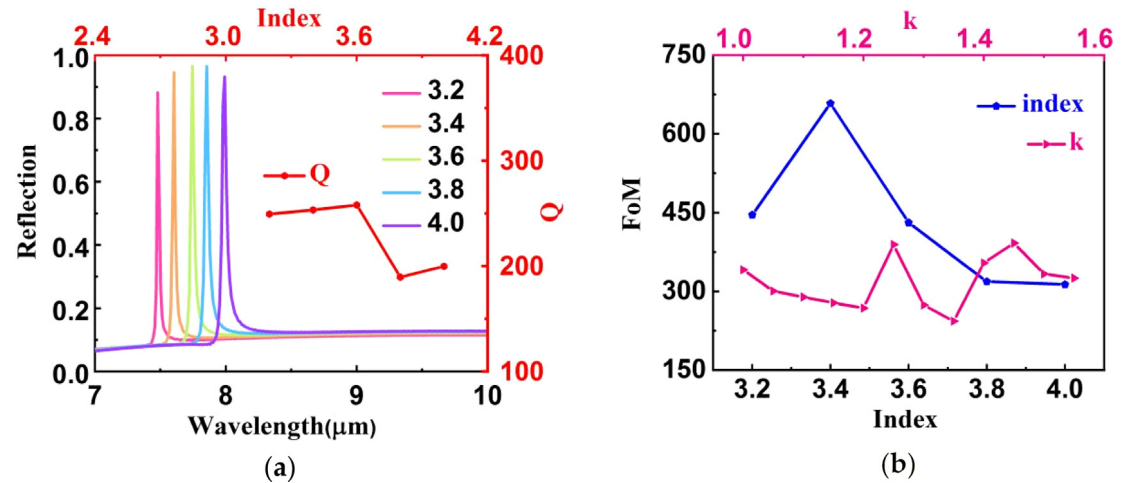 Index
2.4 3.0 3.6 4.2
1.0 400
0.8
0.6 300
0.4
200
0.2
0.0 100
7 8 9 10
Reflection
Q
3.2
3.4
3.6
3.8
4.0
Q
Wavelength(μm)
(a)
k
1.0 1.2 1.4 1.6
750
600
450
300
150
FoM
index
k
3.2 3.4 3.6 3.8 4.0
Index
(b)